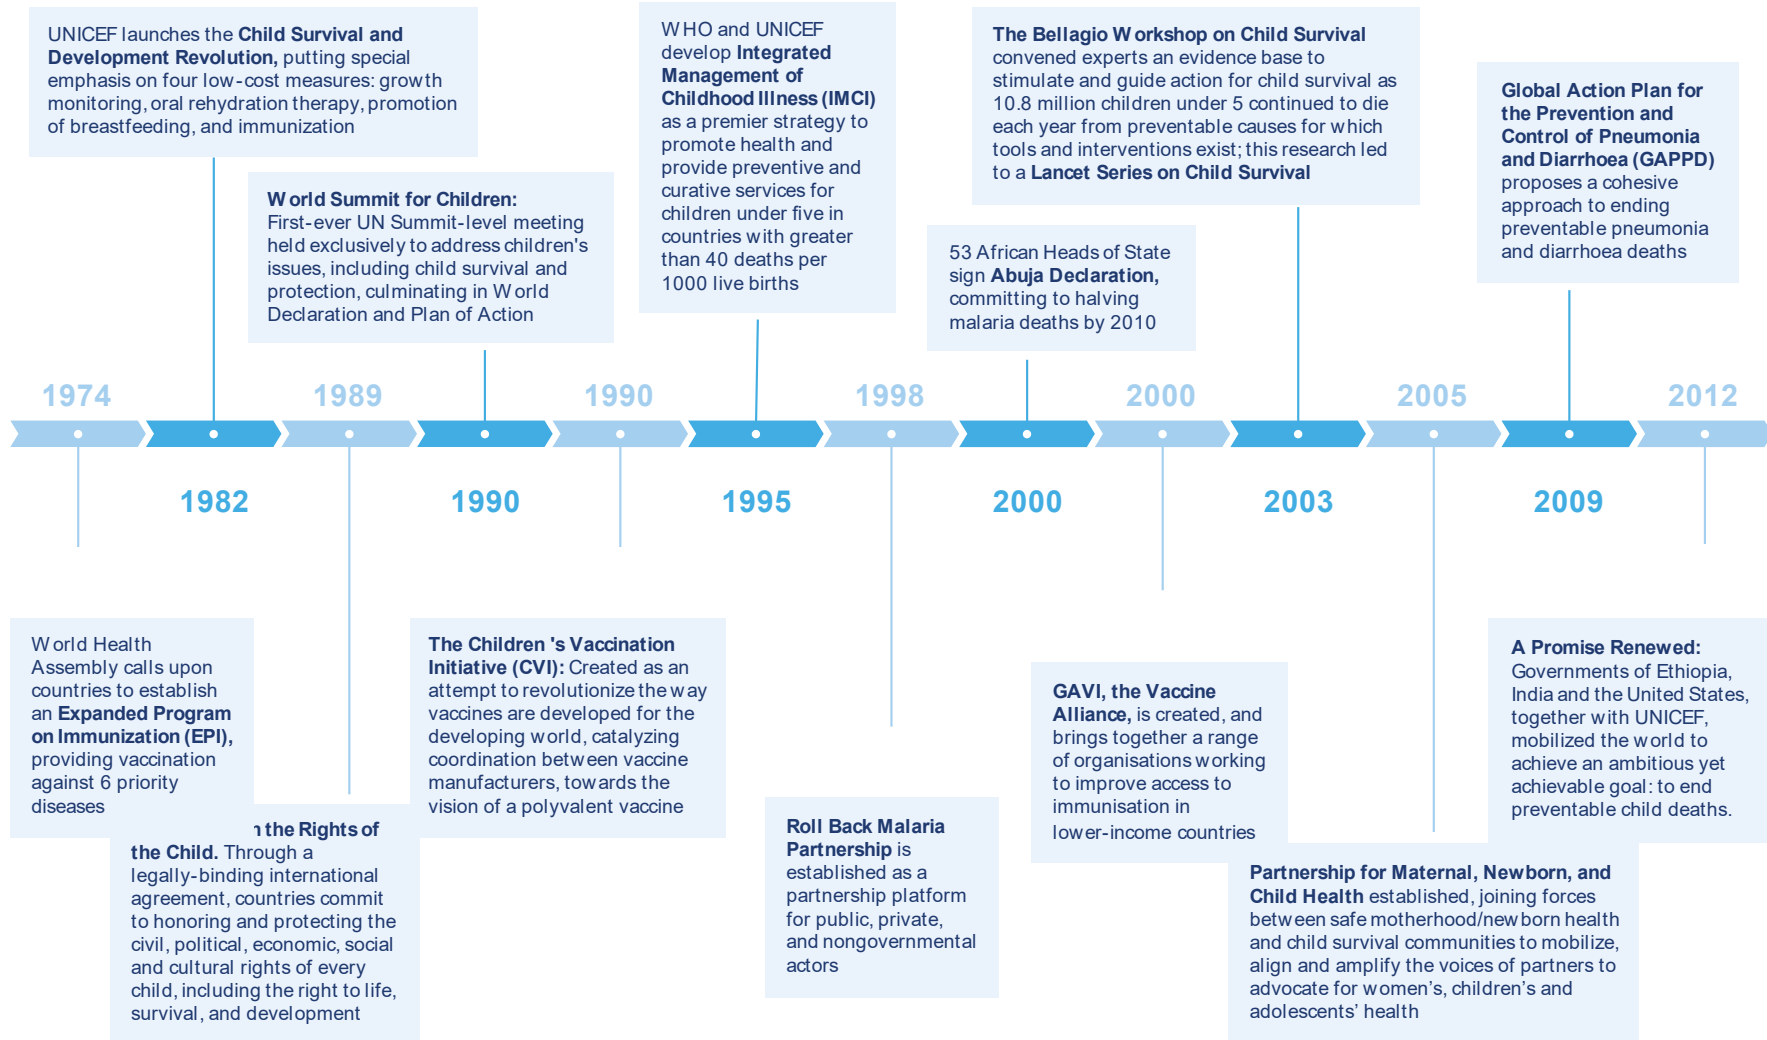 UNICEF launches the Child Survival and
Development Revolution, putting special
emphasis on four low-cost measures: growth
monitoring, oral rehydration therapy, promotion
of breastfeeding, and immunization
World Summit for Children:
First-ever UN Summit-level meeting
held exclusively to address children's
issues, including child survival and
protection, culminating in World
Declaration and Plan of Action
WHO and UNICEF
develop Integrated
Management of
Childhood Illness (IMCI)
as a premier strategy to
promote health and
provide preventive and
curative services for
children under five in
countries with greater
than 40 deaths per
1000 live births
53 African Heads of State
sign Abuja Declaration,
committing to halving
malaria deaths by 2010
The Bellagio Workshop on Child Survival
convened experts an evidence base to
stimulate and guide action for child survival as
10.8 million children under 5 continued to die
each year from preventable causes for which
tools and interventions exist; this research led
to a Lancet Series on Child Survival
Global Action Plan for
the Prevention and
Control of Pneumonia
and Diarrhoea (GAPPD)
proposes a cohesive
approach to ending
preventable pneumonia
and diarrhoea deaths
1974
1989
1990
1998
2000
2005
2012
1982
1990
1995
2000
2003
2009
World Health
Assembly calls upon
countries to establish
an Expanded Program
on Immunization (EPI),
providing vaccination
against 6 priority
diseases
the Rights of
the Child. Through a
legally-binding international
agreement, countries commit
to honoring and protecting the
civil, political, economic, social
and cultural rights of every
child, including the right to life,
survival, and development
The Children 's Vaccination
Initiative (CVI): Created as an
attempt to revolutionize the way
vaccines are developed for the
developing world, catalyzing
coordination between vaccine
manufacturers, towards the
vision of a polyvalent vaccine
Roll Back Malaria
Partnership is
established as a
partnership platform
for public, private,
and nongovernmental
actors
GAVI, the Vaccine
Alliance, is created, and
brings together a range
of organisations working
to improve access to
immunisation in
lower-income countries
Partnership for Maternal, Newborn, and
Child Health established, joining forces
between safe motherhood/newborn health
and child survival communities to mobilize,
align and amplify the voices of partners to
advocate for women’s, children’s and
adolescents’ health
A Promise Renewed:
Governments of Ethiopia,
India and the United States,
together with UNICEF,
mobilized the world to
achieve an ambitious yet
achievable goal: to end
preventable child deaths.